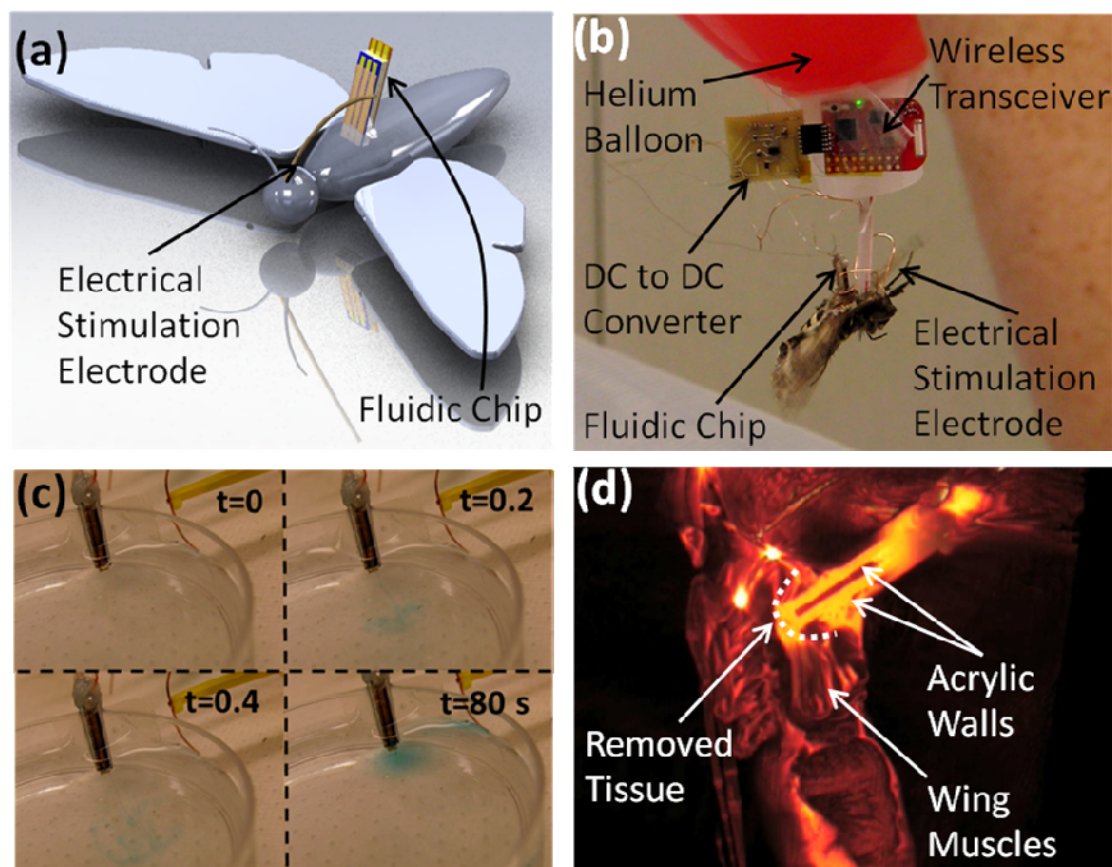 (a)
Electrical
Stimulation
Electrode
Fluidic Chip
(b)
Helium
Balloon
Wireless
Transceiver
DC to DC
Converter
Fluidic Chip
Electrical
Stimulation
Electrode
(c)
t=0
t=0.2
t=0.4
t=80 s
(d)
Removed
Tissue
Acrylic
Walls
Wing
Muscles